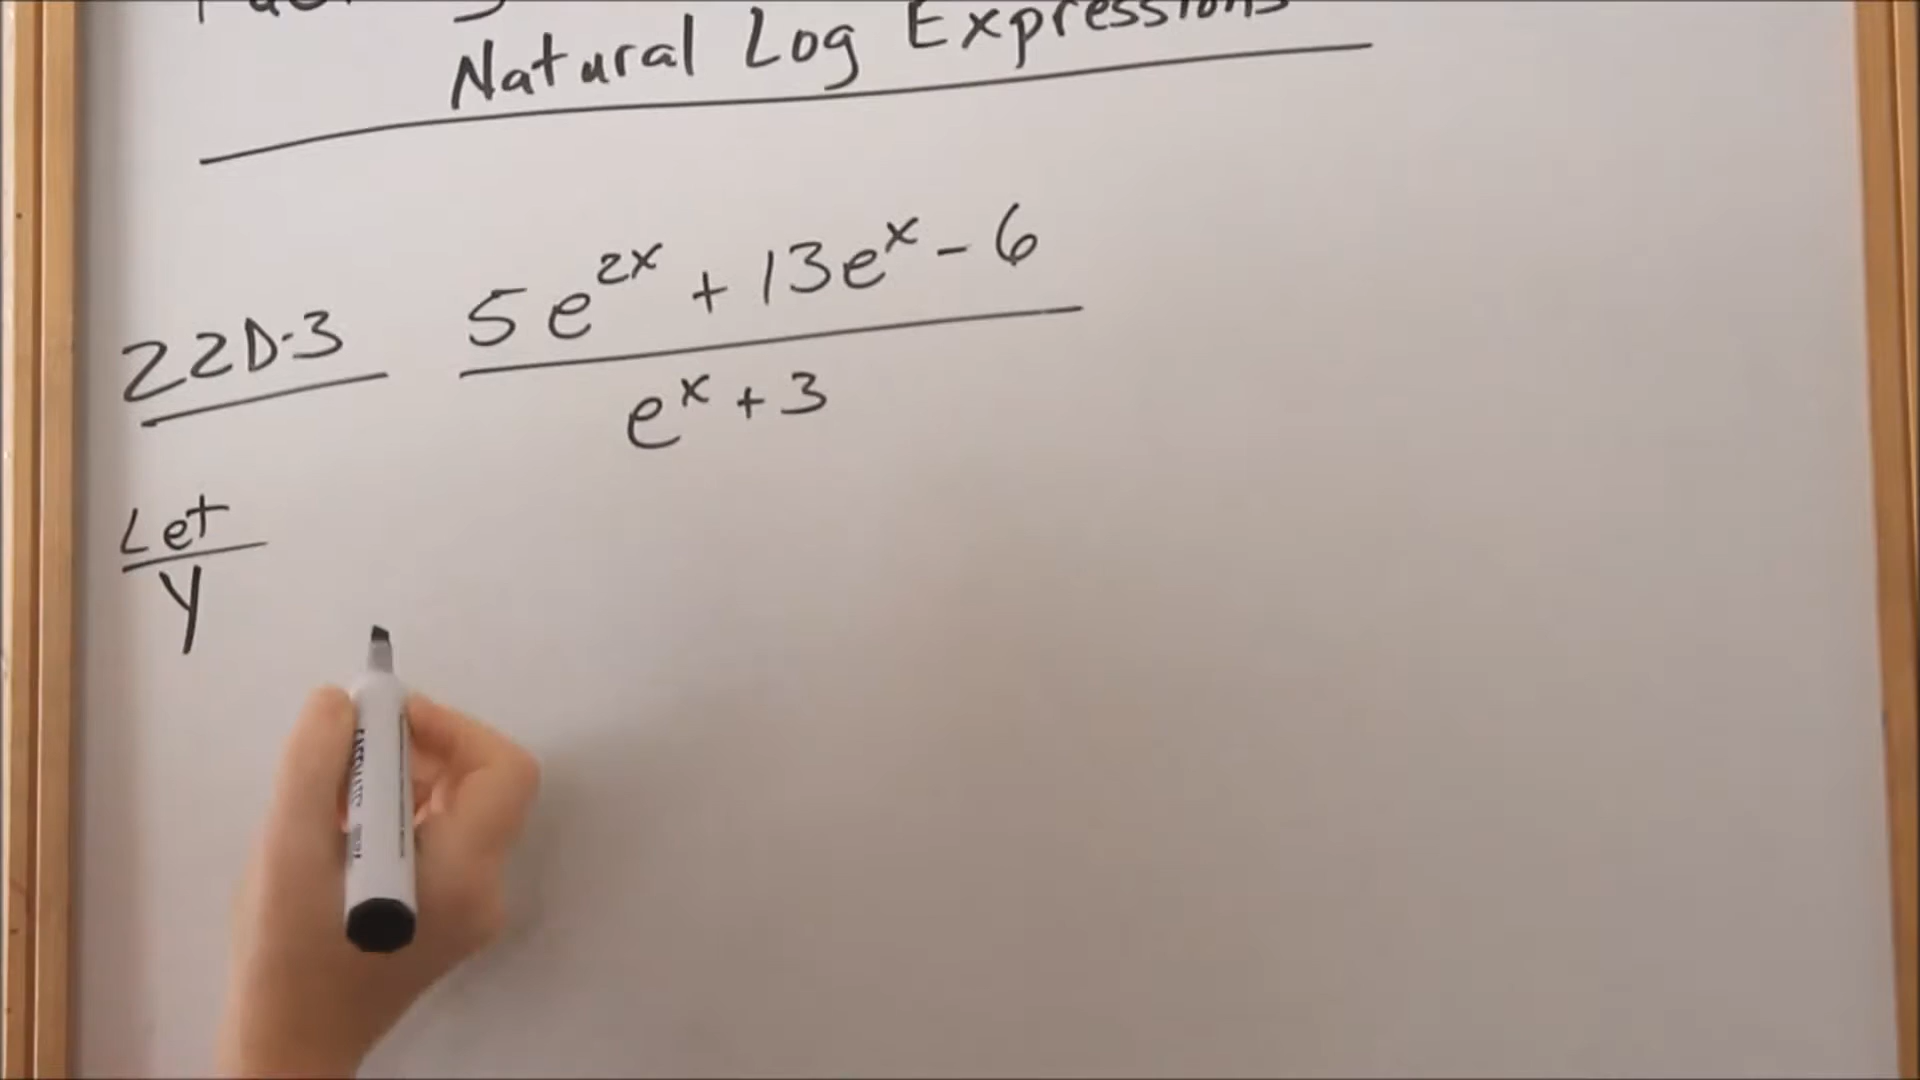 Natural Log Expressions
22D-3 5e^{2x} + 13e^x - 6
e^x + 3
Let
y